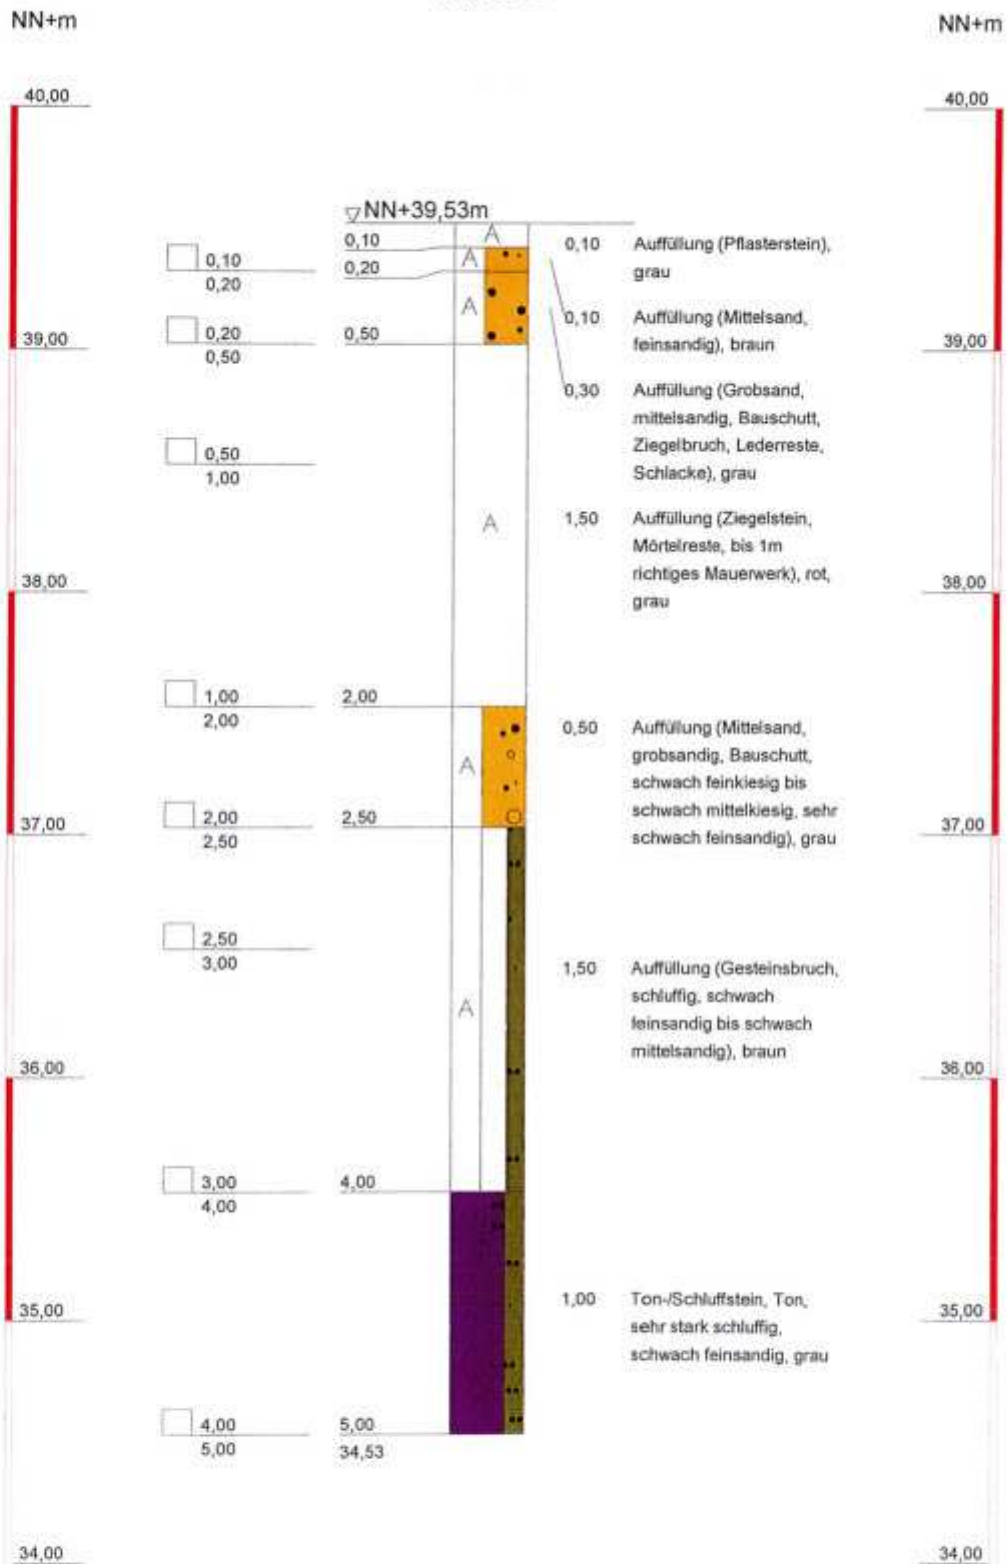 NN+m
NN+m
40,00
40,00
NN+39,53m
0,10
A
0,10
Auffüllung (Pflasterstein),
grau
0,10
0,20
A
0,20
0,10
Auffüllung (Mittelsand,
feinsandig), braun
39,00
0,20
0,50
A
0,50
39,00
0,30
Auffüllung (Grobsand,
mittelsandig, Bauschutt,
Ziegelbruch, Lederreste,
Schlacke), grau
0,50
1,00
A
1,50
Auffüllung (Ziegelstein,
Mörtelreste, bis 1m
richtiges Mauerwerk), rot,
grau
38,00
38,00
1,00
2,00
2,00
A
0,50
Auffüllung (Mittelsand,
grobsandig, Bauschutt,
schwach feinkiesig bis
schwach mittelkiesig, sehr
schwach feinsandig), grau
37,00
2,00
2,50
2,50
37,00
2,50
3,00
A
1,50
Auffüllung (Gesteinsbruch,
schluffig, schwach
feinsandig bis schwach
mittelsandig), braun
36,00
36,00
3,00
4,00
4,00
35,00
1,00
Ton-/Schluffstein, Ton,
sehr stark schluffig,
schwach feinsandig, grau
35,00
4,00
5,00
5,00
34,53
34,00
34,00